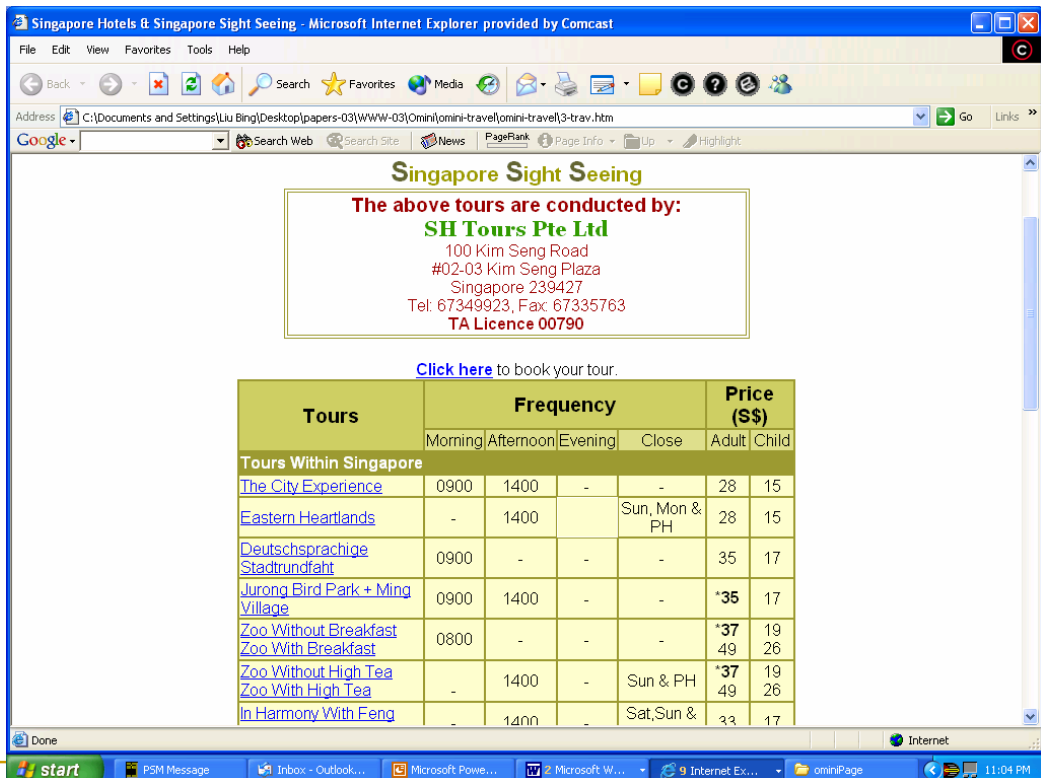 Singapore Hotels & Singapore Sight Seeing - Microsoft Internet Explorer provided by Comcast
File Edit View Favorites Tools Help
Back Search Favorites Media
Address C:\Documents and Settings\Liu Bing\Desktop\papers-03\WWW-03\Omini\omini-travel\omini-travel\3-trav.htm Go Links »
Google Search Web Search Site News PageRank Page Info Up Highlight
Singapore Sight Seeing
The above tours are conducted by:
SH Tours Pte Ltd
100 Kim Seng Road
#02-03 Kim Seng Plaza
Singapore 239427
Tel: 67349923, Fax: 67335763
TA Licence 00790
Click here to book your tour.
Tours Frequency Price (S$)
Morning Afternoon Evening Close Adult Child
Tours Within Singapore
The City Experience 0900 1400 - - 28 15
Eastern Heartlands - 1400 Sun, Mon & PH 28 15
Deutschsprachige Stadtrundfaht 0900 - - - 35 17
Jurong Bird Park + Ming Village 0900 1400 - - *35 17
Zoo Without Breakfast 0800 - - - *37 19
Zoo With Breakfast 49 26
Zoo Without High Tea - 1400 - Sun & PH *37 19
Zoo With High Tea 49 26
In Harmony With Feng - 1400 - Sat,Sun & 33 17
Done Internet
start PSM Message Inbox - Outlook... Microsoft Powe... 2 Microsoft W... 9 Internet Ex... ominiPage 11:04 PM